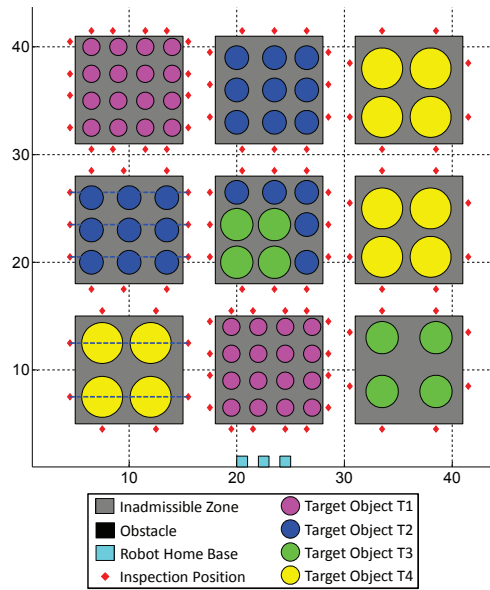 40
30
20
10
10 20 30 40
Inadmissible Zone
Obstacle
Robot Home Base
Inspection Position
Target Object T1
Target Object T2
Target Object T3
Target Object T4